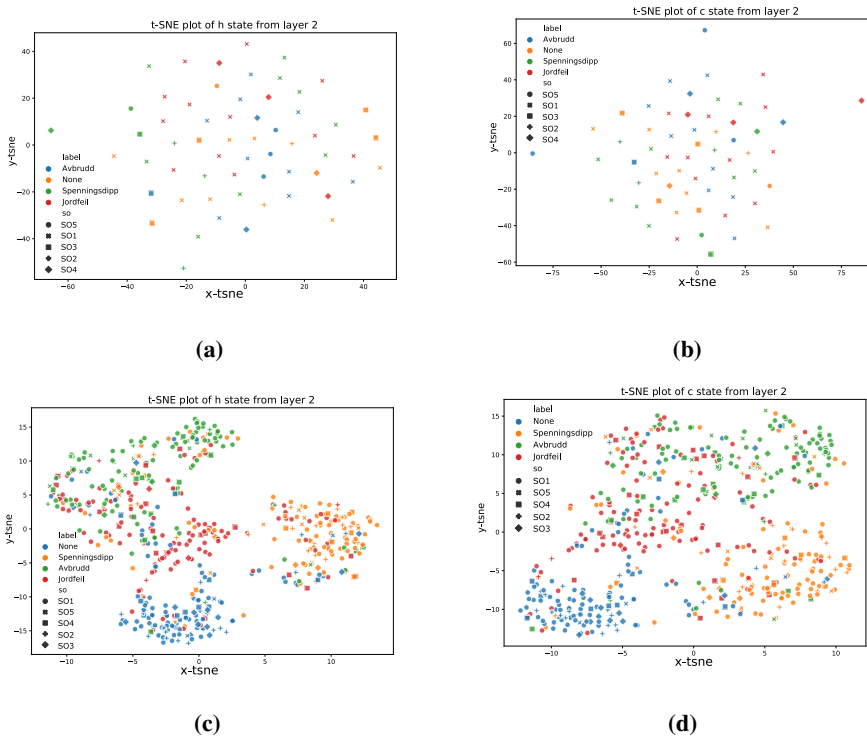 t-SNE plot of h state from layer 2
y-tsne
40
20
0
−20
−40
label
Avbrudd
None
Spenningsdipp
Jordfeil
so
SO5
SO1
SO3
SO2
SO4
−60 −40 −20 0 20 40
x-tsne
(a)
t-SNE plot of c state from layer 2
y-tsne
60
40
20
0
−20
−40
−60
label
Avbrudd
None
Spenningsdipp
Jordfeil
so
SO5
SO1
SO3
SO2
SO4
−75 −50 −25 0 25 50 75
x-tsne
(b)
t-SNE plot of h state from layer 2
y-tsne
15
10
5
0
−5
−10
−15
label
None
Spenningsdipp
Avbrudd
Jordfeil
so
SO1
SO5
SO4
SO2
SO3
−10 −5 0 5 10
x-tsne
(c)
t-SNE plot of c state from layer 2
y-tsne
15
10
5
0
−5
−10
label
None
Spenningsdipp
Avbrudd
Jordfeil
so
SO1
SO5
SO4
SO2
SO3
−10 −5 0 5 10
x-tsne
(d)